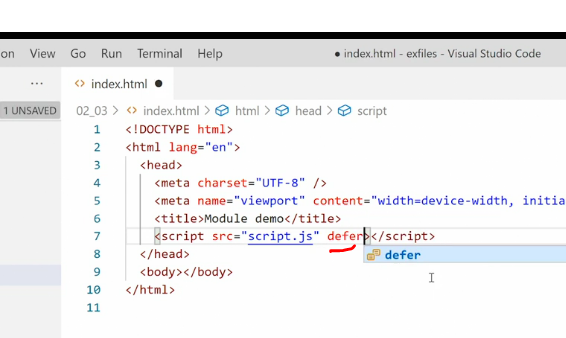 on View Go Run Terminal Help ● index.html - exfiles - Visual Studio Code
··· <> index.html ●
1 UNSAVED 02_03 > <> index.html > html > head > script
1 <!DOCTYPE html>
2 <html lang="en">
3 <head>
4 <meta charset="UTF-8" />
5 <meta name="viewport" content="width=device-width, initia
6 <title>Module demo</title>
7 <script src="script.js" defer></script>
defer
8 </head>
9 <body></body>
10 </html>
11